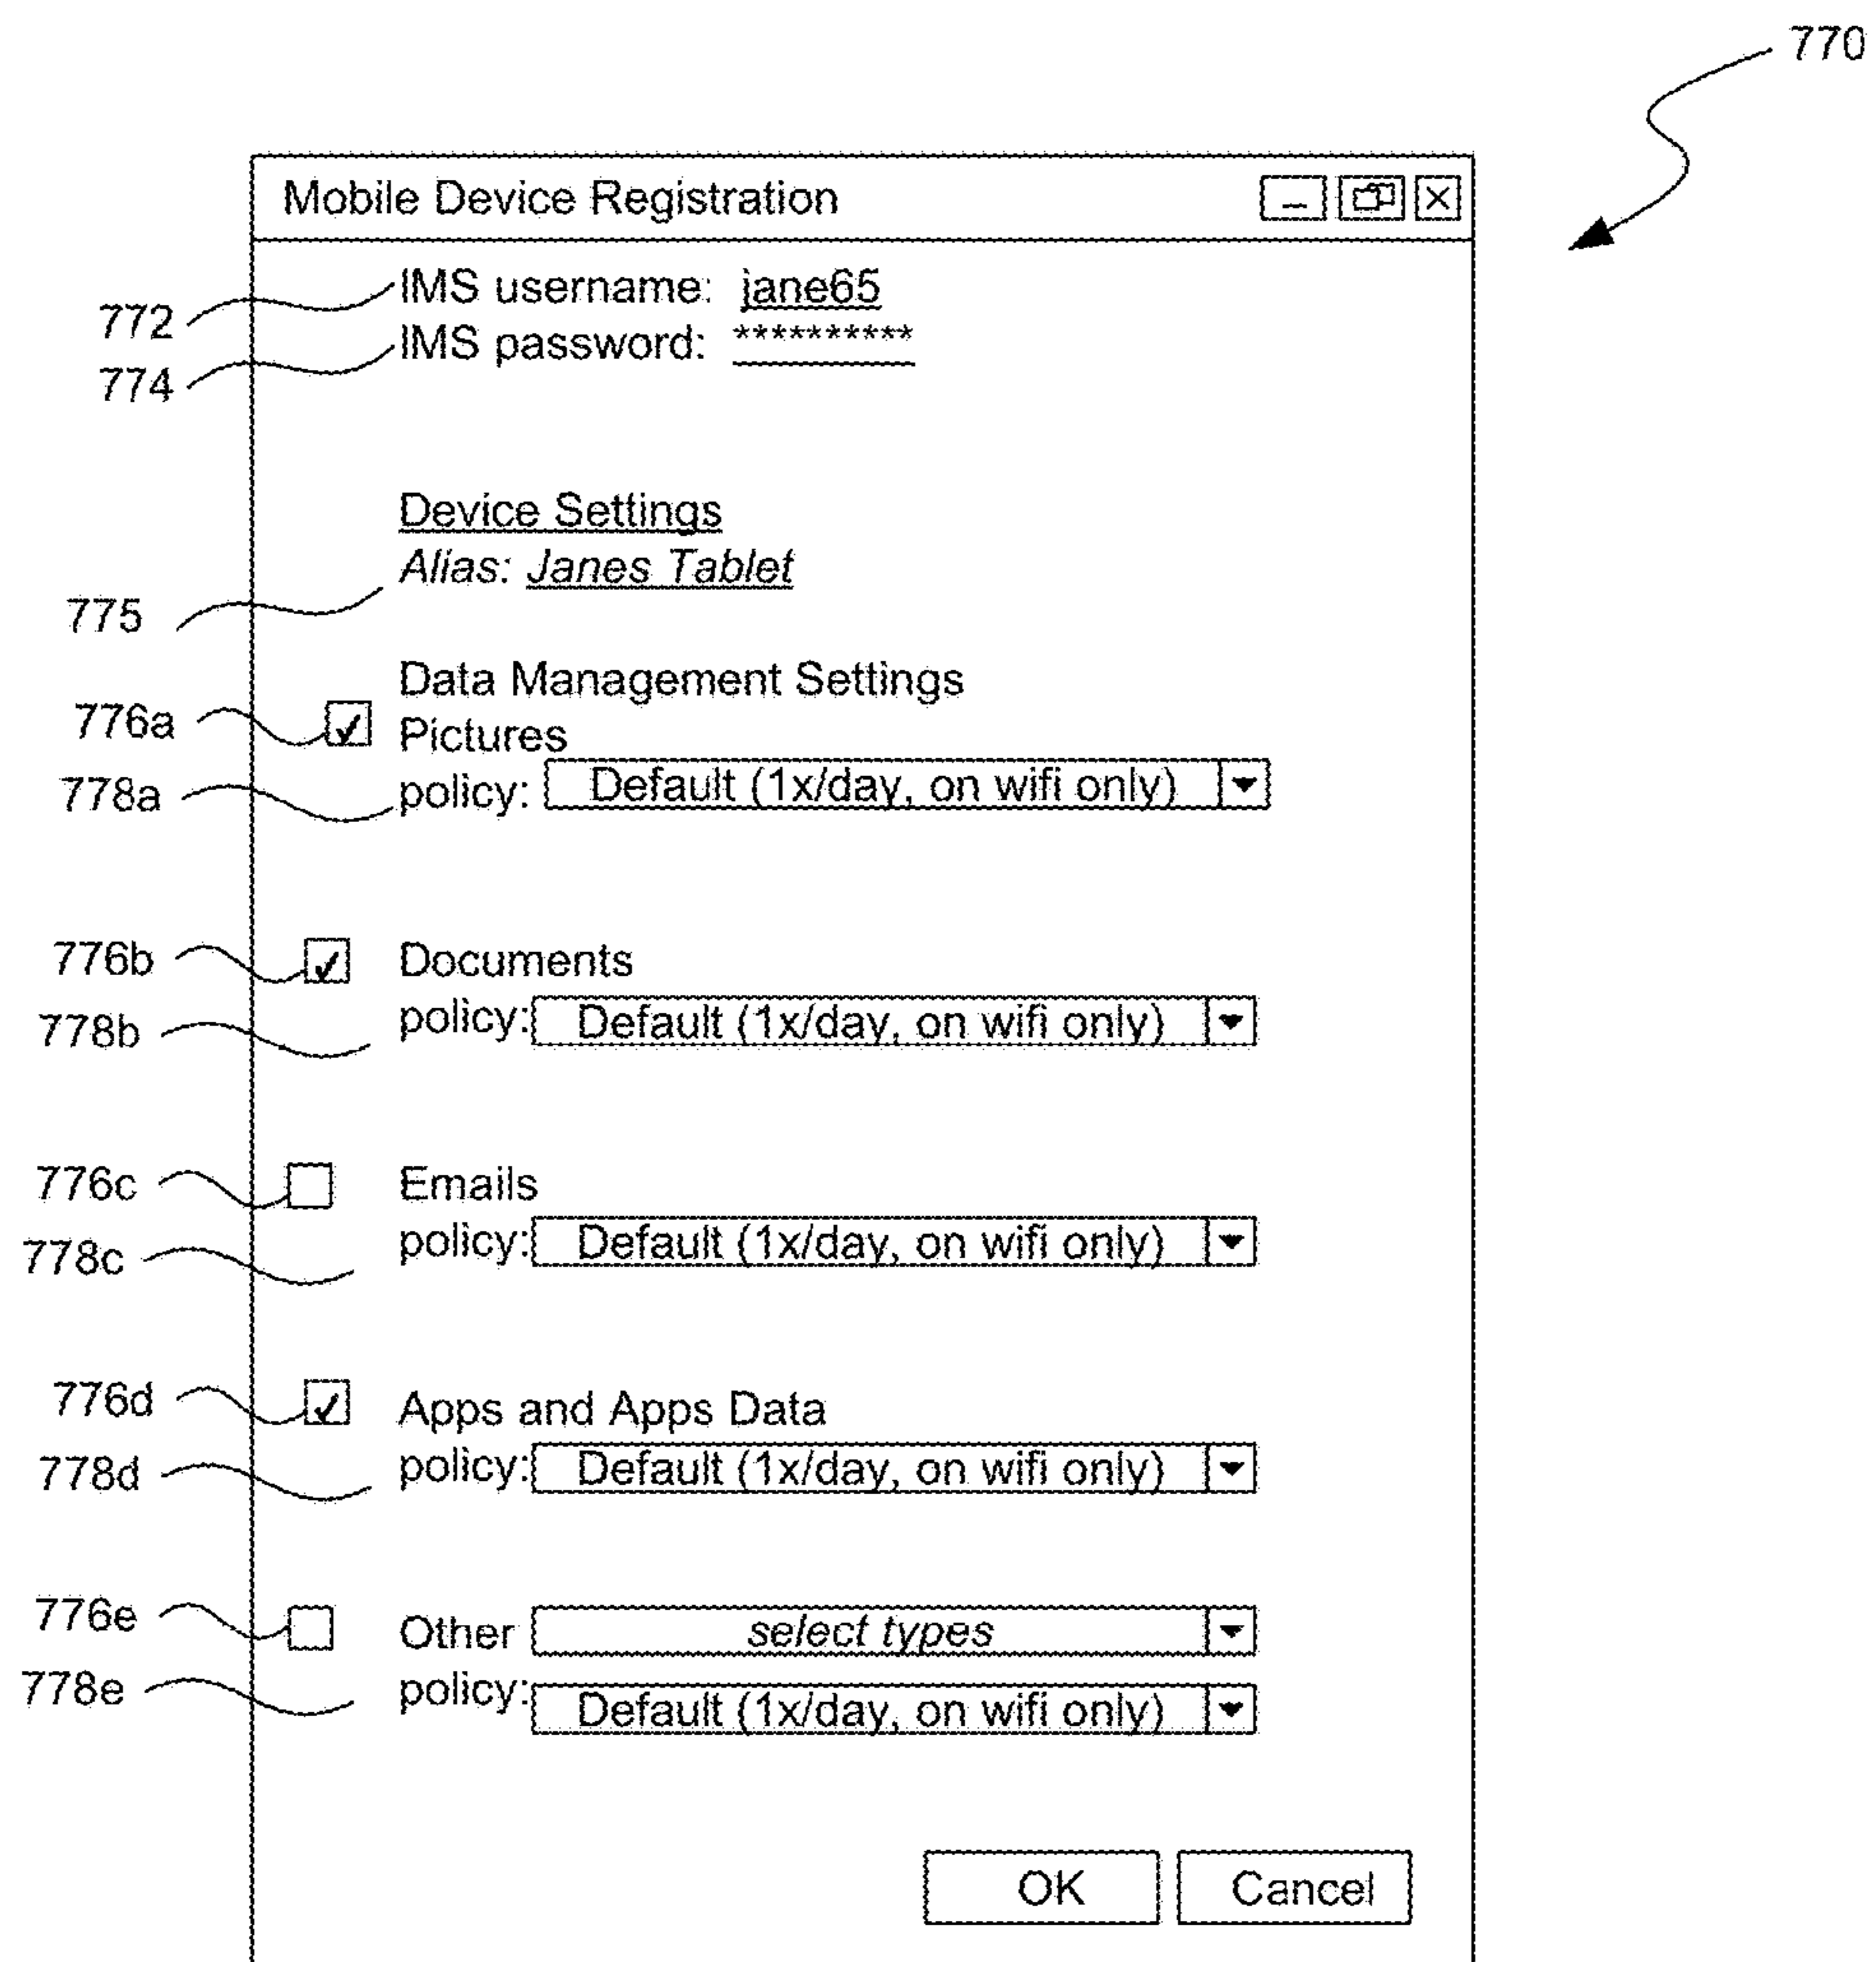 770
Mobile Device Registration
772 IMS username: jane65
774 IMS password: **********
Device Settings
775 Alias: Janes Tablet
Data Management Settings
776a Pictures
778a policy: Default (1x/day, on wifi only)
776b Documents
778b policy: Default (1x/day, on wifi only)
776c Emails
778c policy: Default (1x/day, on wifi only)
776d Apps and Apps Data
778d policy: Default (1x/day, on wifi only)
776e Other select types
778e policy: Default (1x/day, on wifi only)
OK Cancel